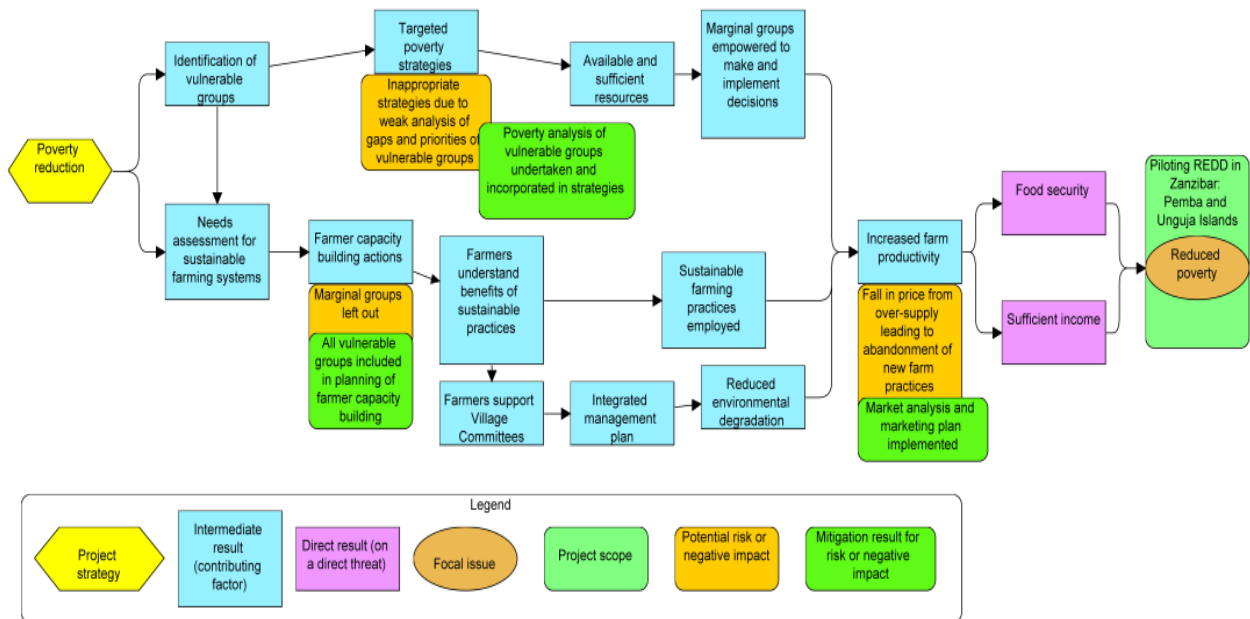 Poverty
reduction
Identification of
vulnerable
groups
Targeted
poverty
strategies
Inappropriate
strategies due to
weak analysis of
gaps and priorities of
vulnerable groups
Poverty analysis of
vulnerable groups
undertaken and
incorporated in strategies
Available and
sufficient
resources
Marginal groups
empowered to
make and
implement
decisions
Needs
assessment for
sustainable
farming systems
Farmer capacity
building actions
Marginal groups
left out
All vulnerable
groups included
in planning of
farmer capacity
building
Farmers
understand
benefits of
sustainable
practices
Sustainable
farming
practices
employed
Farmers support
Village
Committees
Integrated
management
plan
Reduced
environmental
degradation
Increased farm
productivity
Fall in price from
over-supply
leading to
abandonment of
new farm
practices
Market analysis and
marketing plan
implemented
Food security
Sufficient income
Piloting REDD in
Zanzibar:
Pemba and
Unguja Islands
Reduced
poverty
Legend
Project
strategy
Intermediate
result
(contributing
factor)
Direct result (on
a direct threat)
Focal issue
Project scope
Potential risk or
negative impact
Mitigation result for
risk or negative
impact